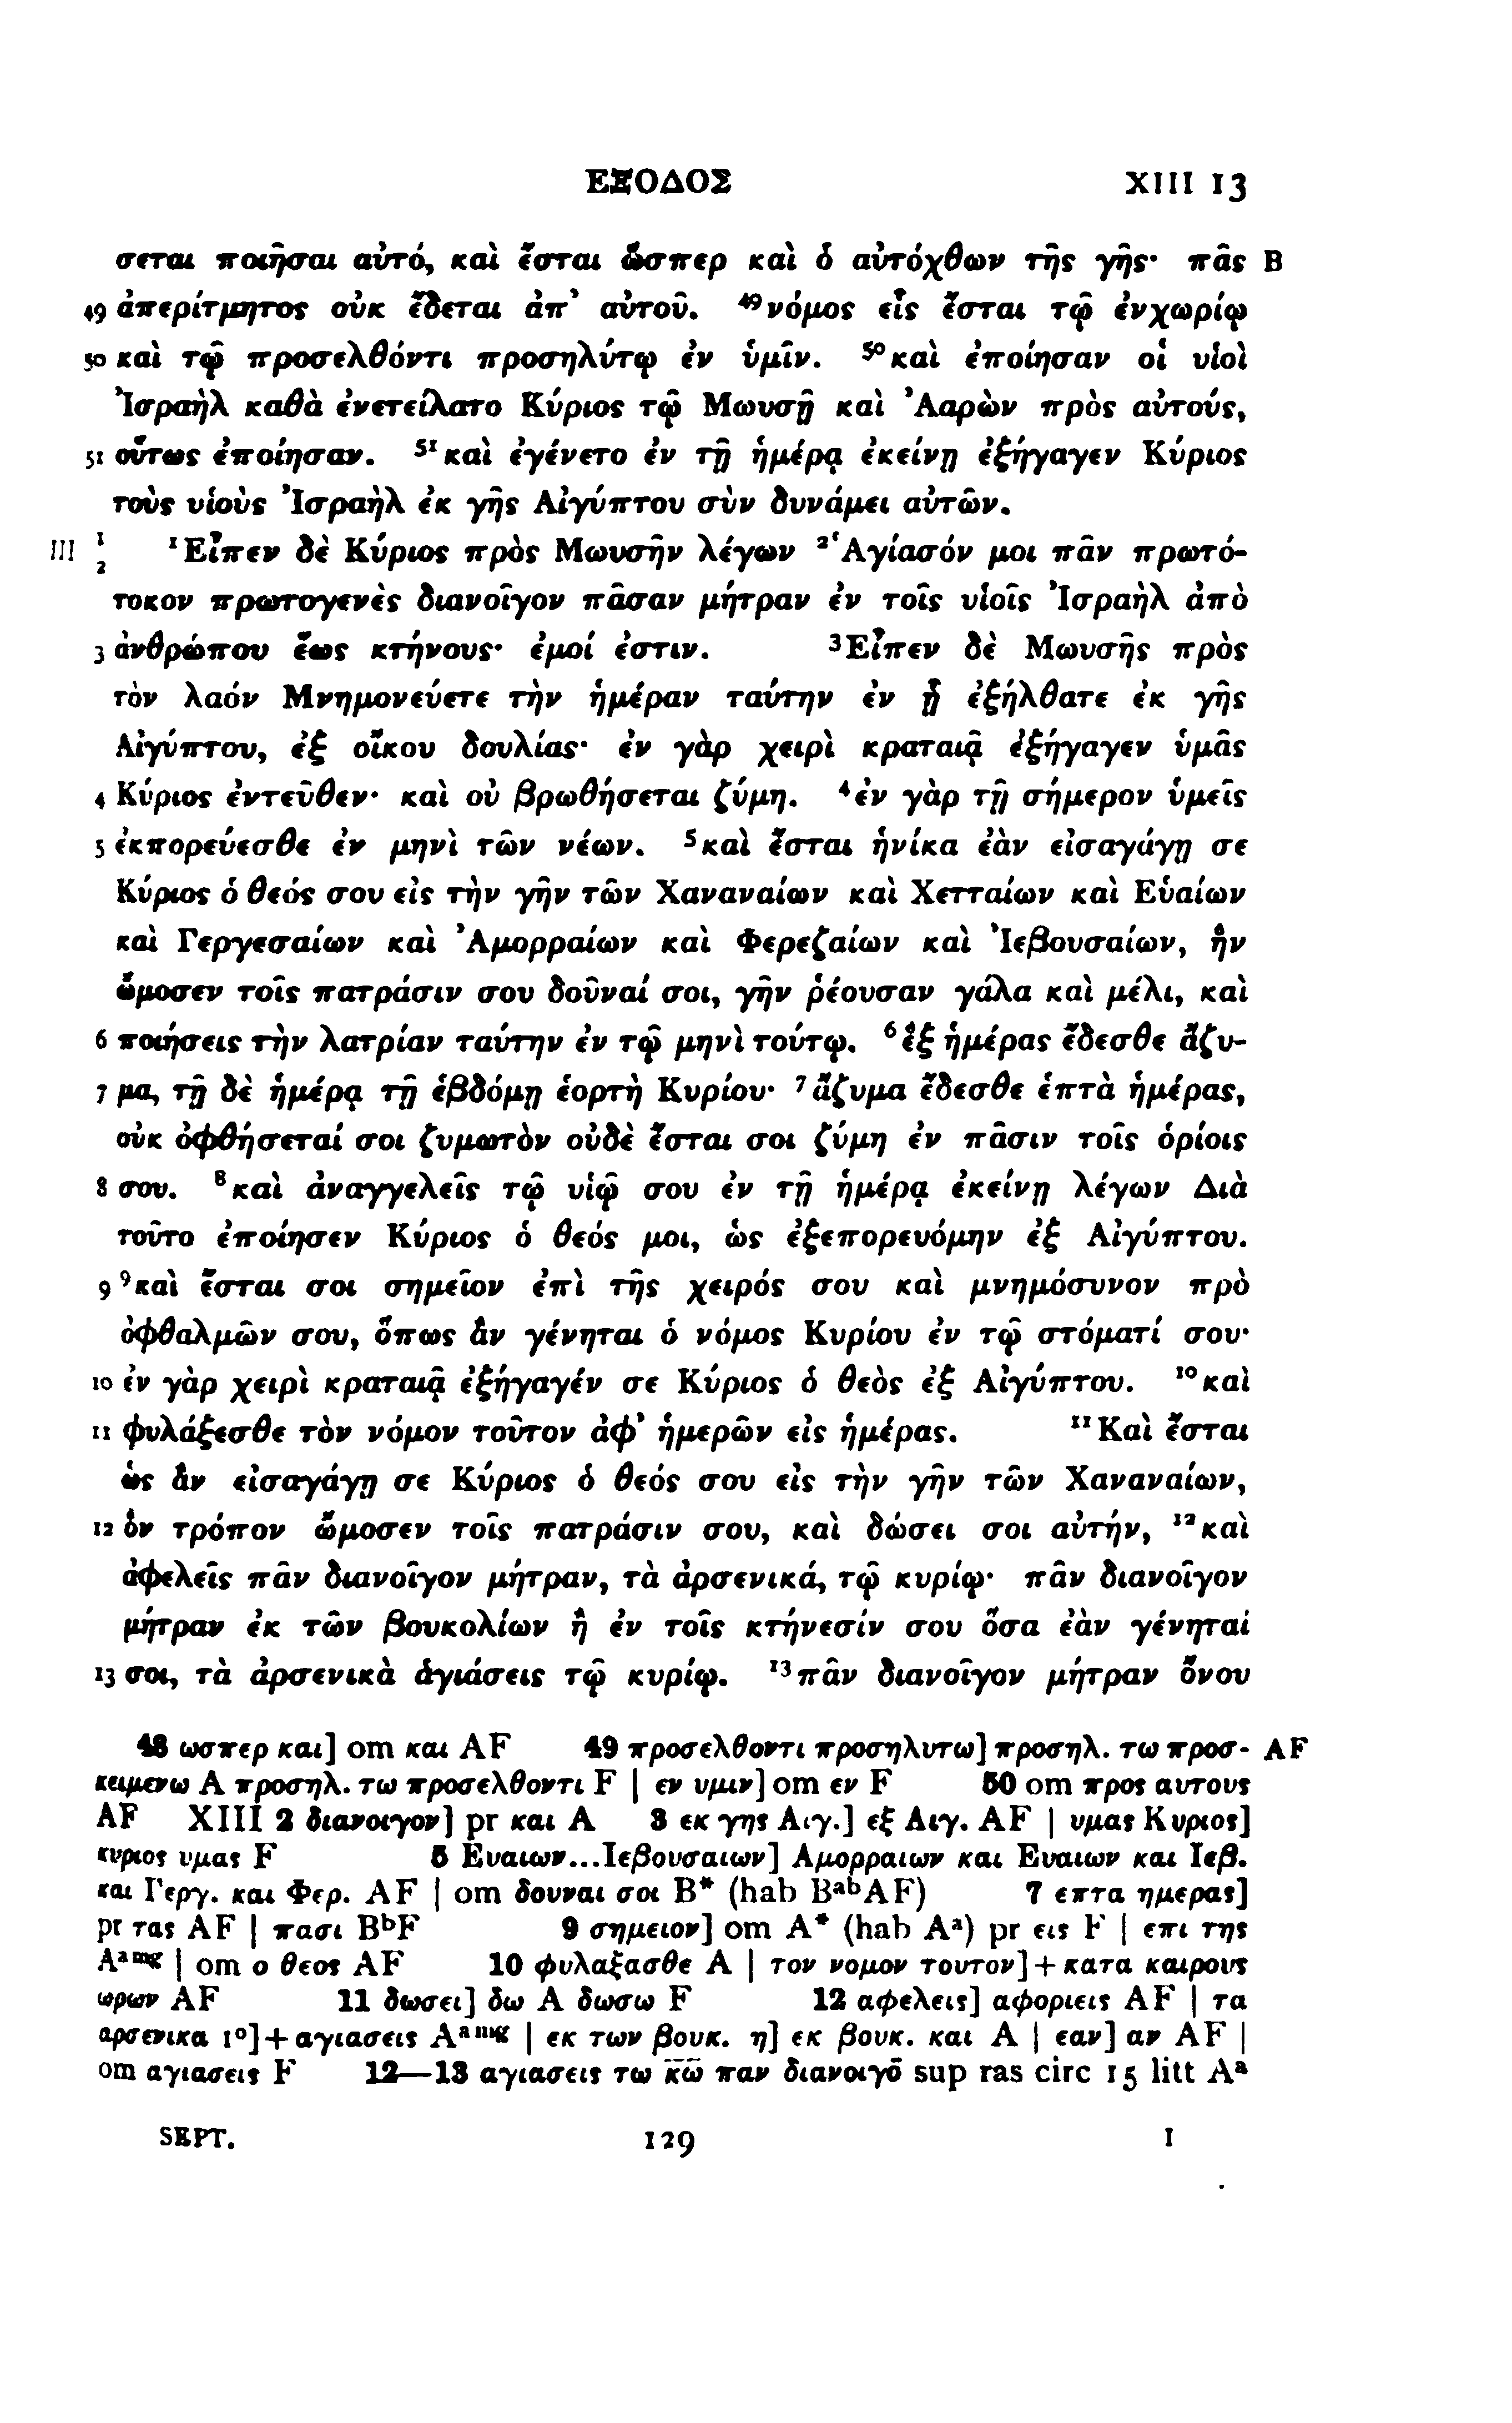 ΕΞΟΔΟΣ XIII 13
σεται ποιῆσαι αὐτό, καὶ ἔσται ὥσπερ καὶ ὁ αὐτόχθων τῆς γῆς· πᾶς B
49 ἀπερίτμητος οὐκ ἔδεται ἀπ’ αὐτοῦ. ⁴⁹νόμος εἷς ἔσται τῷ ἐνχωρίῳ
50 καὶ τῷ προσελθόντι προσηλύτῳ ἐν ὑμῖν. ⁵⁰καὶ ἐποίησαν οἱ υἱοὶ
Ἰσραὴλ καθὰ ἐνετείλατο Κύριος τῷ Μωυσῇ καὶ Ἀαρὼν πρὸς αὐτούς,
51 οὕτως ἐποίησαν. ⁵¹καὶ ἐγένετο ἐν τῇ ἡμέρᾳ ἐκείνῃ ἐξήγαγεν Κύριος
τοὺς υἱοὺς Ἰσραὴλ ἐκ γῆς Αἰγύπτου σὺν δυνάμει αὐτῶν.
III 1 2 ¹Εἶπεν δὲ Κύριος πρὸς Μωυσῆν λέγων ²Ἁγίασόν μοι πᾶν πρωτό-
τοκον πρωτογενὲς διανοῖγον πᾶσαν μήτραν ἐν τοῖς υἱοῖς Ἰσραὴλ ἀπὸ
3 ἀνθρώπου ἕως κτήνους· ἐμοί ἐστιν. ³Εἶπεν δὲ Μωυσῆς πρὸς
τὸν λαόν Μνημονεύετε τὴν ἡμέραν ταύτην ἐν ᾗ ἐξήλθατε ἐκ γῆς
Αἰγύπτου, ἐξ οἴκου δουλίας· ἐν γὰρ χειρὶ κραταιᾷ ἐξήγαγεν ὑμᾶς
4 Κύριος ἐντεῦθεν· καὶ οὐ βρωθήσεται ζύμη. ⁴ἐν γὰρ τῇ σήμερον ὑμεῖς
5 ἐκπορεύεσθε ἐν μηνὶ τῶν νέων. ⁵καὶ ἔσται ἡνίκα ἐὰν εἰσαγάγῃ σε
Κύριος ὁ θεός σου εἰς τὴν γῆν τῶν Χαναναίων καὶ Χετταίων καὶ Εὑαίων
καὶ Γεργεσαίων καὶ Ἀμορραίων καὶ Φερεζαίων καὶ Ἰεβουσαίων, ἣν
ὤμοσεν τοῖς πατράσιν σου δοῦναί σοι, γῆν ῥέουσαν γάλα καὶ μέλι, καὶ
6 ποιήσεις τὴν λατρίαν ταύτην ἐν τῷ μηνὶ τούτῳ. ⁶ἓξ ἡμέρας ἔδεσθε ἄζυ-
7 μα, τῇ δὲ ἡμέρᾳ τῇ ἑβδόμῃ ἑορτὴ Κυρίου· ⁷ἄζυμα ἔδεσθε ἑπτὰ ἡμέρας,
οὐκ ὀφθήσεταί σοι ζυμωτὸν οὐδὲ ἔσται σοι ζύμη ἐν πᾶσιν τοῖς ὁρίοις
8 σου. ⁸καὶ ἀναγγελεῖς τῷ υἱῷ σου ἐν τῇ ἡμέρᾳ ἐκείνῃ λέγων Διὰ
τοῦτο ἐποίησεν Κύριος ὁ θεός μοι, ὡς ἐξεπορευόμην ἐξ Αἰγύπτου.
9 ⁹καὶ ἔσται σοι σημεῖον ἐπὶ τῆς χειρός σου καὶ μνημόσυνον πρὸ
ὀφθαλμῶν σου, ὅπως ἂν γένηται ὁ νόμος Κυρίου ἐν τῷ στόματί σου·
10 ἐν γὰρ χειρὶ κραταιᾷ ἐξήγαγέν σε Κύριος ὁ θεὸς ἐξ Αἰγύπτου. ¹⁰καὶ
11 φυλάξεσθε τὸν νόμον τοῦτον ἀφ’ ἡμερῶν εἰς ἡμέρας. ¹¹Καὶ ἔσται
ὡς ἂν εἰσαγάγῃ σε Κύριος ὁ θεός σου εἰς τὴν γῆν τῶν Χαναναίων,
12 ὃν τρόπον ὤμοσεν τοῖς πατράσιν σου, καὶ δώσει σοι αὐτήν, ¹²καὶ
ἀφελεῖς πᾶν διανοῖγον μήτραν, τὰ ἀρσενικά, τῷ κυρίῳ· πᾶν διανοῖγον
μήτραν ἐκ τῶν βουκολίων ἢ ἐν τοῖς κτήνεσίν σου ὅσα ἐὰν γένηταί
13 σοι, τὰ ἀρσενικὰ ἁγιάσεις τῷ κυρίῳ. ¹³πᾶν διανοῖγον μήτραν ὄνου
48 ωσπερ και] om και AF 49 προσελθοντι προσηλυτω] προσηλ. τω προσ- AF
κειμενω A προσηλ. τω προσελθοντι F | εν υμιν] om εν F 50 om προς αυτους
AF XIII 2 διανοιγον] pr και A 3 εκ γης Αιγ.] εξ Αιγ. AF | υμας Κυριος]
κυριος υμας F 5 Ευαιων...Ιεβουσαιων] Αμορραιων και Ευαιων και Ιεβ.
και Γεργ. και Φερ. AF | om δουναι σοι B* (hab BᵃᵇAF) 7 επτα ημερας]
pr τας AF | πασι BᵇF 9 σημειον] om A* (hab Aᵃ) pr εις F | επι της
Aᵃᵐᵍ | om ο θεος AF 10 φυλαξασθε A | τον νομον τουτον]+κατα καιρους
ωρων AF 11 δωσει] δω A δωσω F 12 αφελεις] αφοριεις AF | τα
αρσενικα 1º]+αγιασεις Aᵃᵐᵍ | εκ των βουκ. η] εκ βουκ. και A | εαν] αν AF |
om αγιασεις F 12—13 αγιασεις τω κ̅ω̅ παν διανοιγο̅ sup ras circ 15 litt Aᵃ
SEPT. 129 I